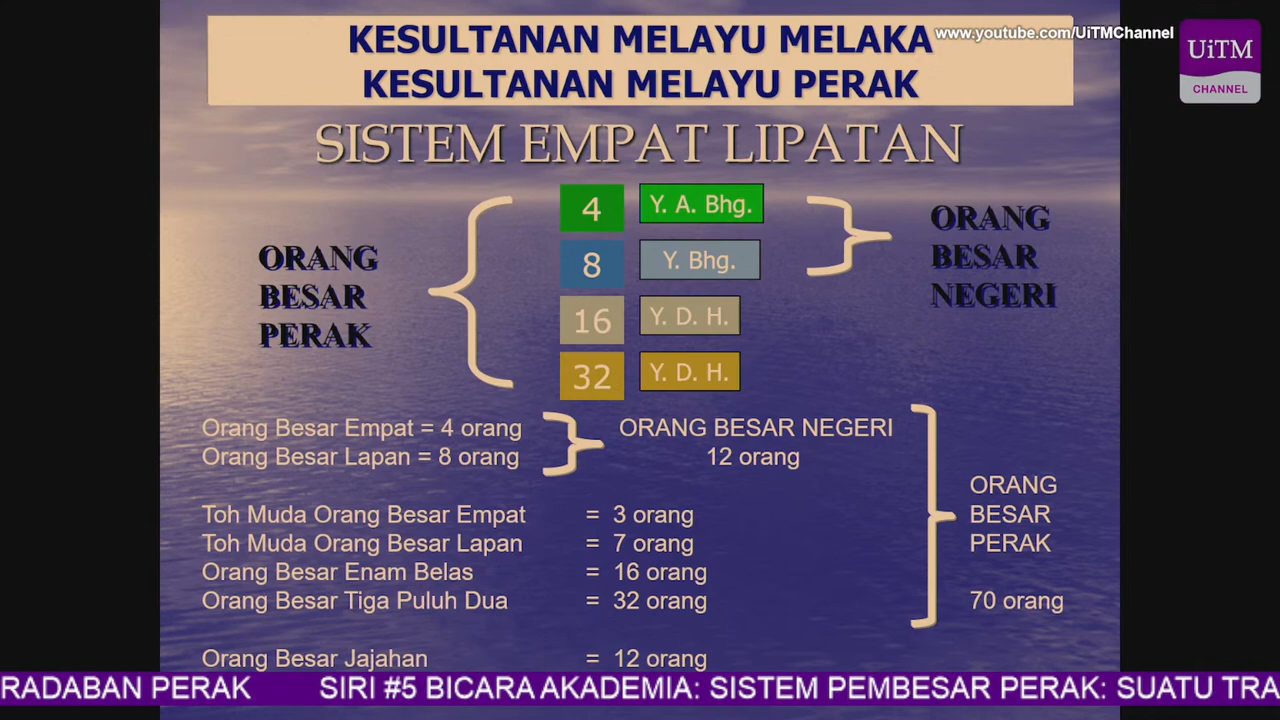 KESULTANAN MELAYU MELAKA
KESULTANAN MELAYU PERAK
www.youtube.com/UiTMChannel
UiTM
CHANNEL
SISTEM EMPAT LIPATAN
ORANG
BESAR
PERAK
4 Y. A. Bhg.
8 Y. Bhg.
16 Y. D. H.
32 Y. D. H.
ORANG
BESAR
NEGERI
Orang Besar Empat = 4 orang
Orang Besar Lapan = 8 orang
ORANG BESAR NEGERI
12 orang
Toh Muda Orang Besar Empat = 3 orang
Toh Muda Orang Besar Lapan = 7 orang
Orang Besar Enam Belas = 16 orang
Orang Besar Tiga Puluh Dua = 32 orang
ORANG
BESAR
PERAK
70 orang
Orang Besar Jajahan = 12 orang
RADABAN PERAK SIRI #5 BICARA AKADEMIA: SISTEM PEMBESAR PERAK: SUATU TRA